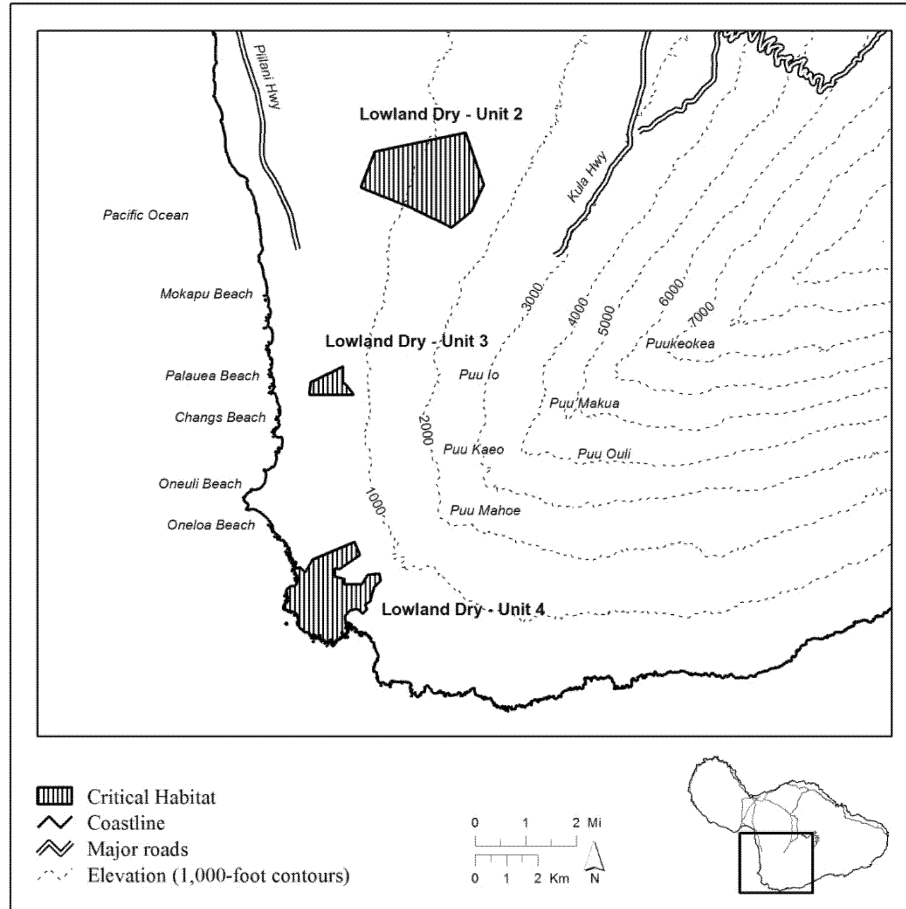 Piilani Hwy
Lowland Dry - Unit 2
Kula Hwy
Pacific Ocean
Mokapu Beach
3000
4000
5000
6000
7000
Puukeokea
Lowland Dry - Unit 3
Palauea Beach
Puu Io
Puu Makua
Changs Beach
2000
Puu Kaeo
Puu Ouli
Oneuli Beach
1000
Puu Mahoe
Oneloa Beach
Lowland Dry - Unit 4
Critical Habitat
Coastline
Major roads
Elevation (1,000-foot contours)
0 1 2 Mi
0 1 2 Km
N